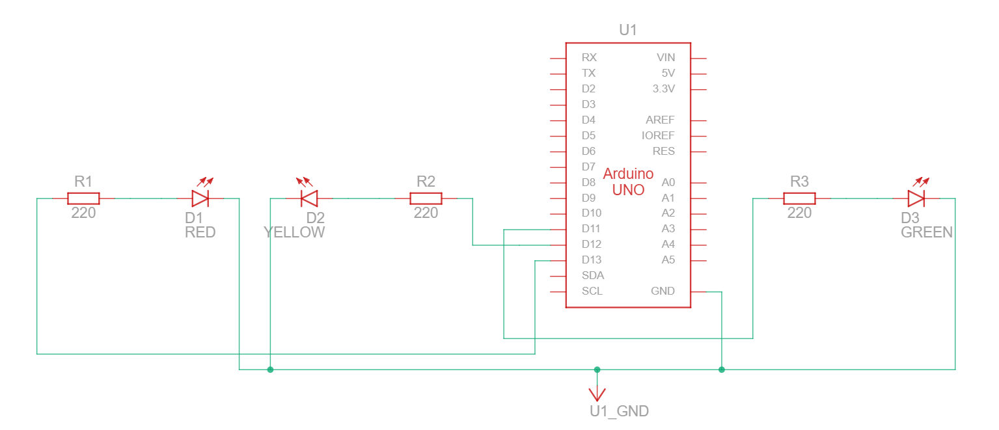 U1
RX
VIN
TX
5V
D2
3.3V
D3
D4
AREF
D5
IOREF
D6
RES
D7
Arduino
UNO
D8
A0
D9
A1
D10
A2
D11
A3
D12
A4
D13
A5
SDA
SCL
GND
R1
220
D1
RED
D2
YELLOW
R2
220
R3
220
D3
GREEN
U1_GND